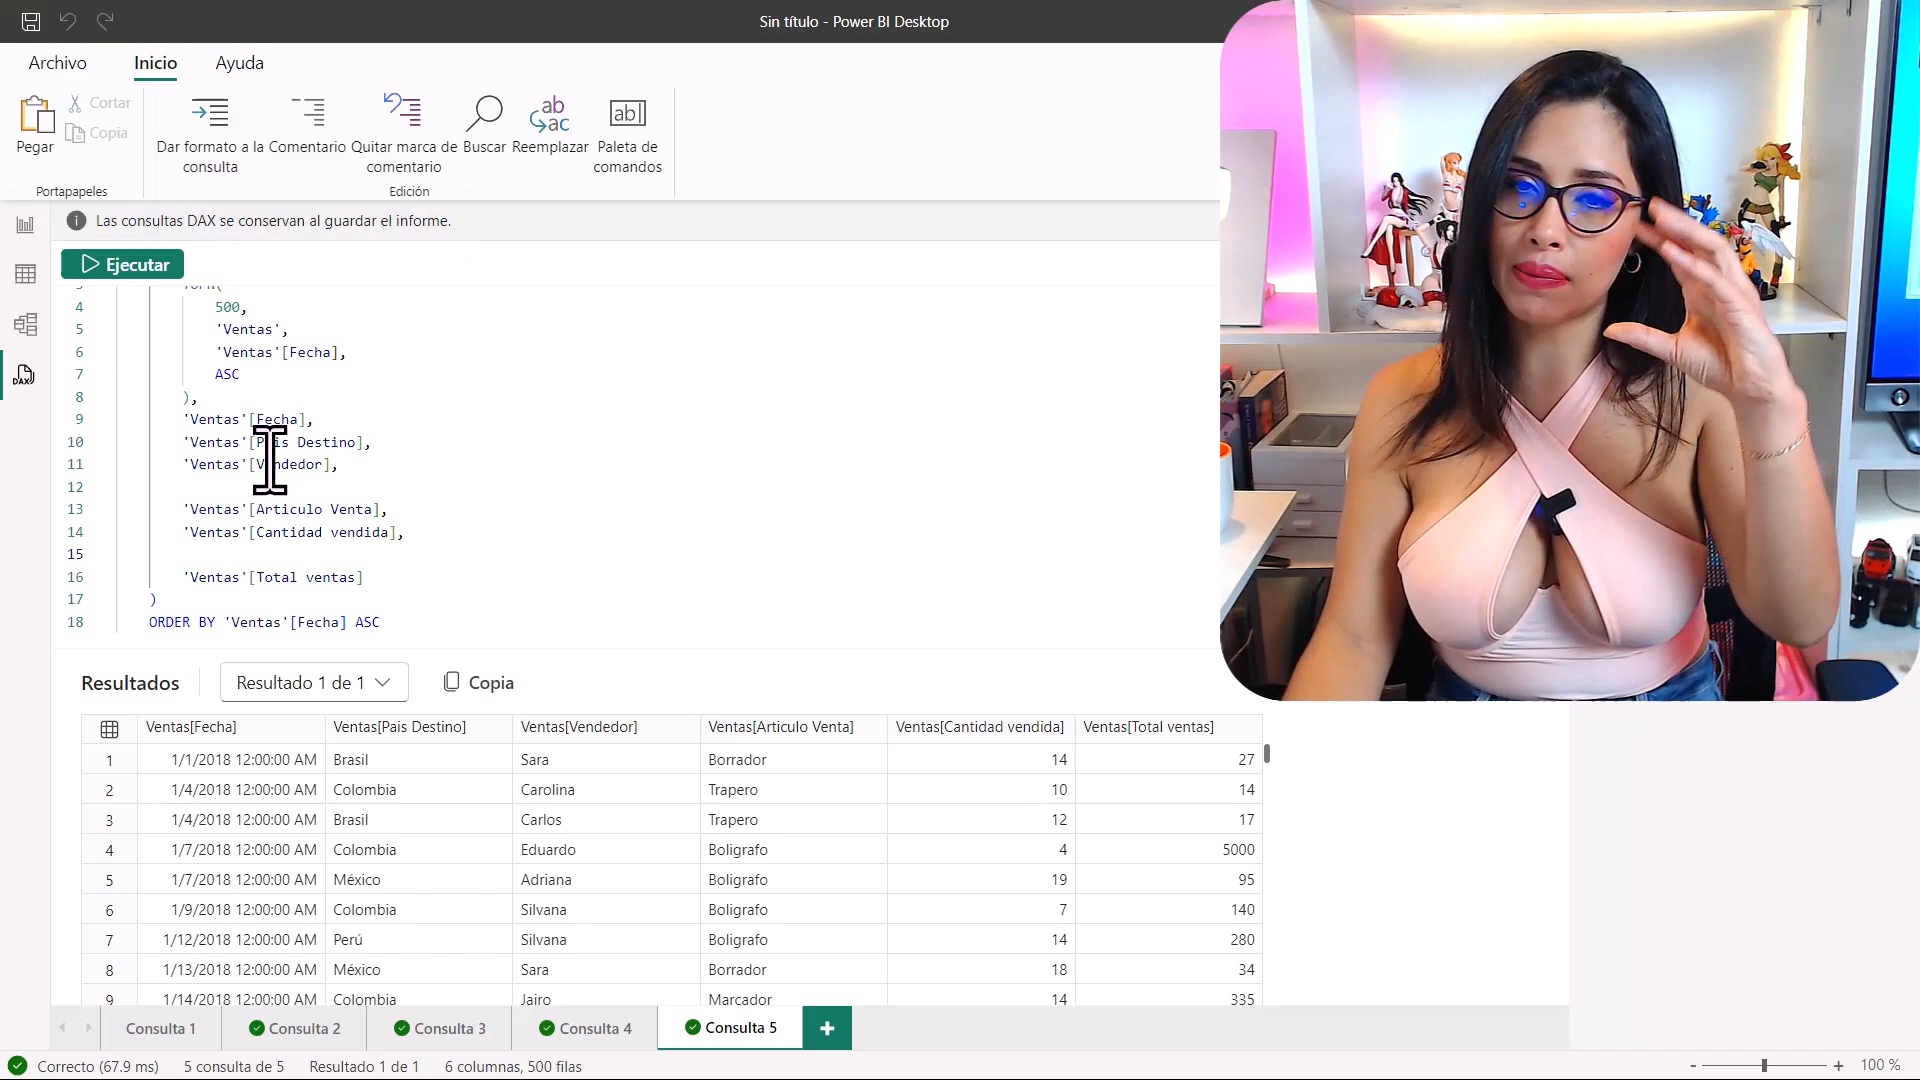 Sin título - Power BI Desktop
Archivo Inicio Ayuda
Pegar
Cortar
Copia
Portapapeles
Dar formato a la consulta
Comentario
Quitar marca de comentario
Buscar
ab
ac
Reemplazar
ab|
Paleta de comandos
Edición
Las consultas DAX se conservan al guardar el informe.
DAX
Ejecutar
4 500,
5 'Ventas',
6 'Ventas'[Fecha],
7 ASC
8 ),
9 'Ventas'[Fecha],
10 'Ventas'[Pais Destino],
11 'Ventas'[Vendedor],
12
13 'Ventas'[Articulo Venta],
14 'Ventas'[Cantidad vendida],
15
16 'Ventas'[Total ventas]
17 )
18 ORDER BY 'Ventas'[Fecha] ASC
Resultados Resultado 1 de 1 Copia
Ventas[Fecha] Ventas[Pais Destino] Ventas[Vendedor] Ventas[Articulo Venta] Ventas[Cantidad vendida] Ventas[Total ventas]
1 1/1/2018 12:00:00 AM Brasil Sara Borrador 14 27
2 1/4/2018 12:00:00 AM Colombia Carolina Trapero 10 14
3 1/4/2018 12:00:00 AM Brasil Carlos Trapero 12 17
4 1/7/2018 12:00:00 AM Colombia Eduardo Boligrafo 4 5000
5 1/7/2018 12:00:00 AM México Adriana Boligrafo 19 95
6 1/9/2018 12:00:00 AM Colombia Silvana Boligrafo 7 140
7 1/12/2018 12:00:00 AM Perú Silvana Boligrafo 14 280
8 1/13/2018 12:00:00 AM México Sara Borrador 18 34
9 1/14/2018 12:00:00 AM Colombia Jairo Marcador 14 335
Consulta 1 Consulta 2 Consulta 3 Consulta 4 Consulta 5 +
Correcto (67.9 ms) 5 consulta de 5 Resultado 1 de 1 6 columnas, 500 filas - + 100 %